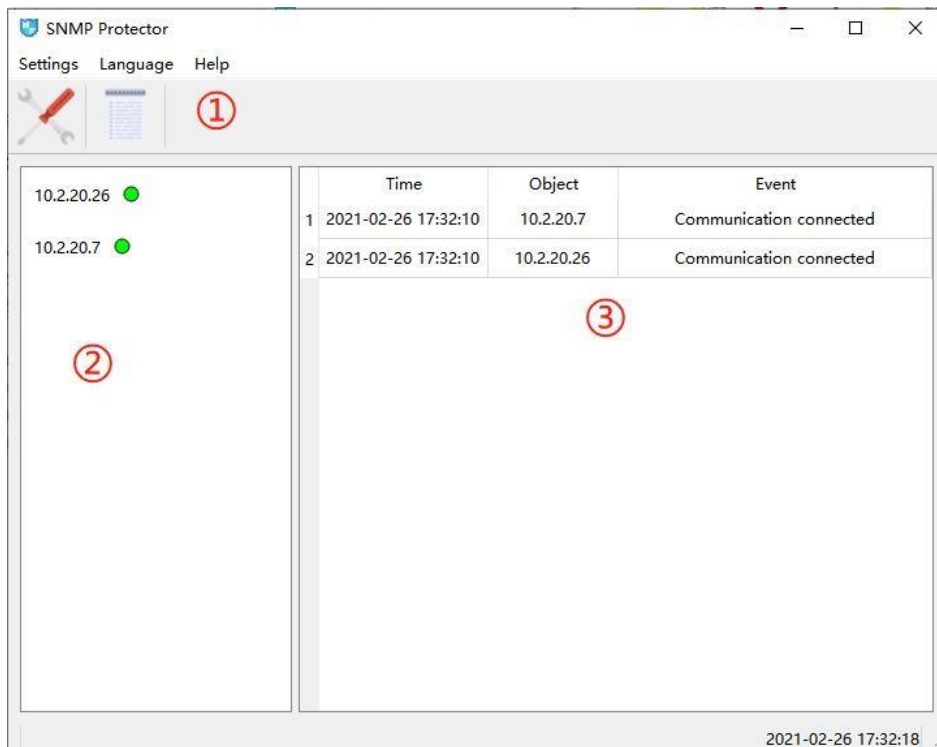 SNMP Protector
Settings Language Help
①
10.2.20.26
10.2.20.7
②
Time Object Event
1 2021-02-26 17:32:10 10.2.20.7 Communication connected
2 2021-02-26 17:32:10 10.2.20.26 Communication connected
③
2021-02-26 17:32:18